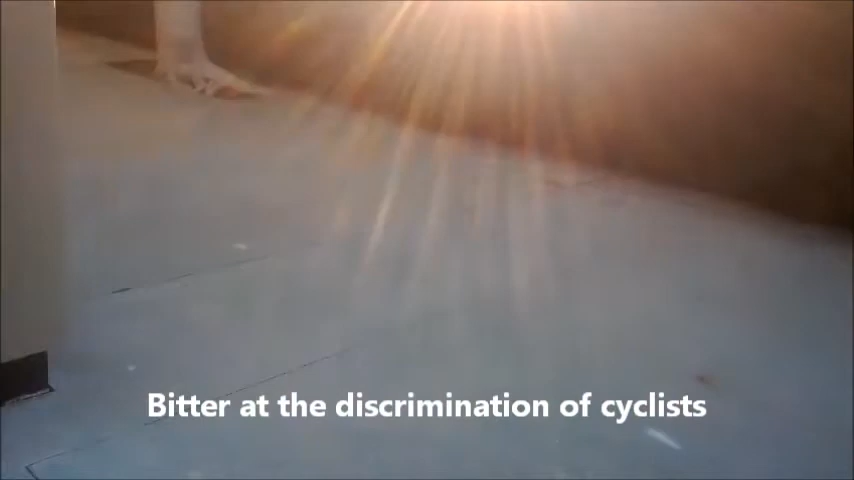 Bitter at the discrimination of cyclists